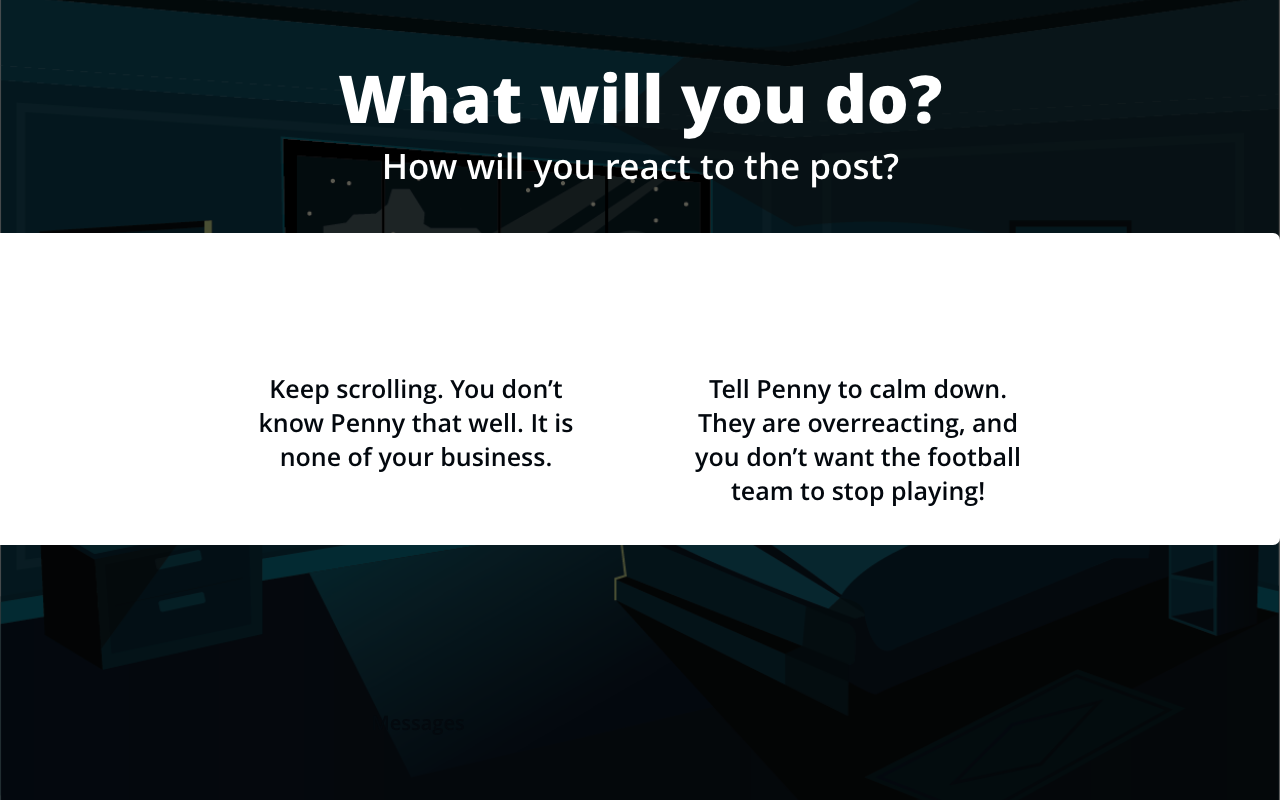 What will you do?
How will you react to the post?
Keep scrolling. You don’t
know Penny that well. It is
none of your business.
Tell Penny to calm down.
They are overreacting, and
you don’t want the football
team to stop playing!
Messages